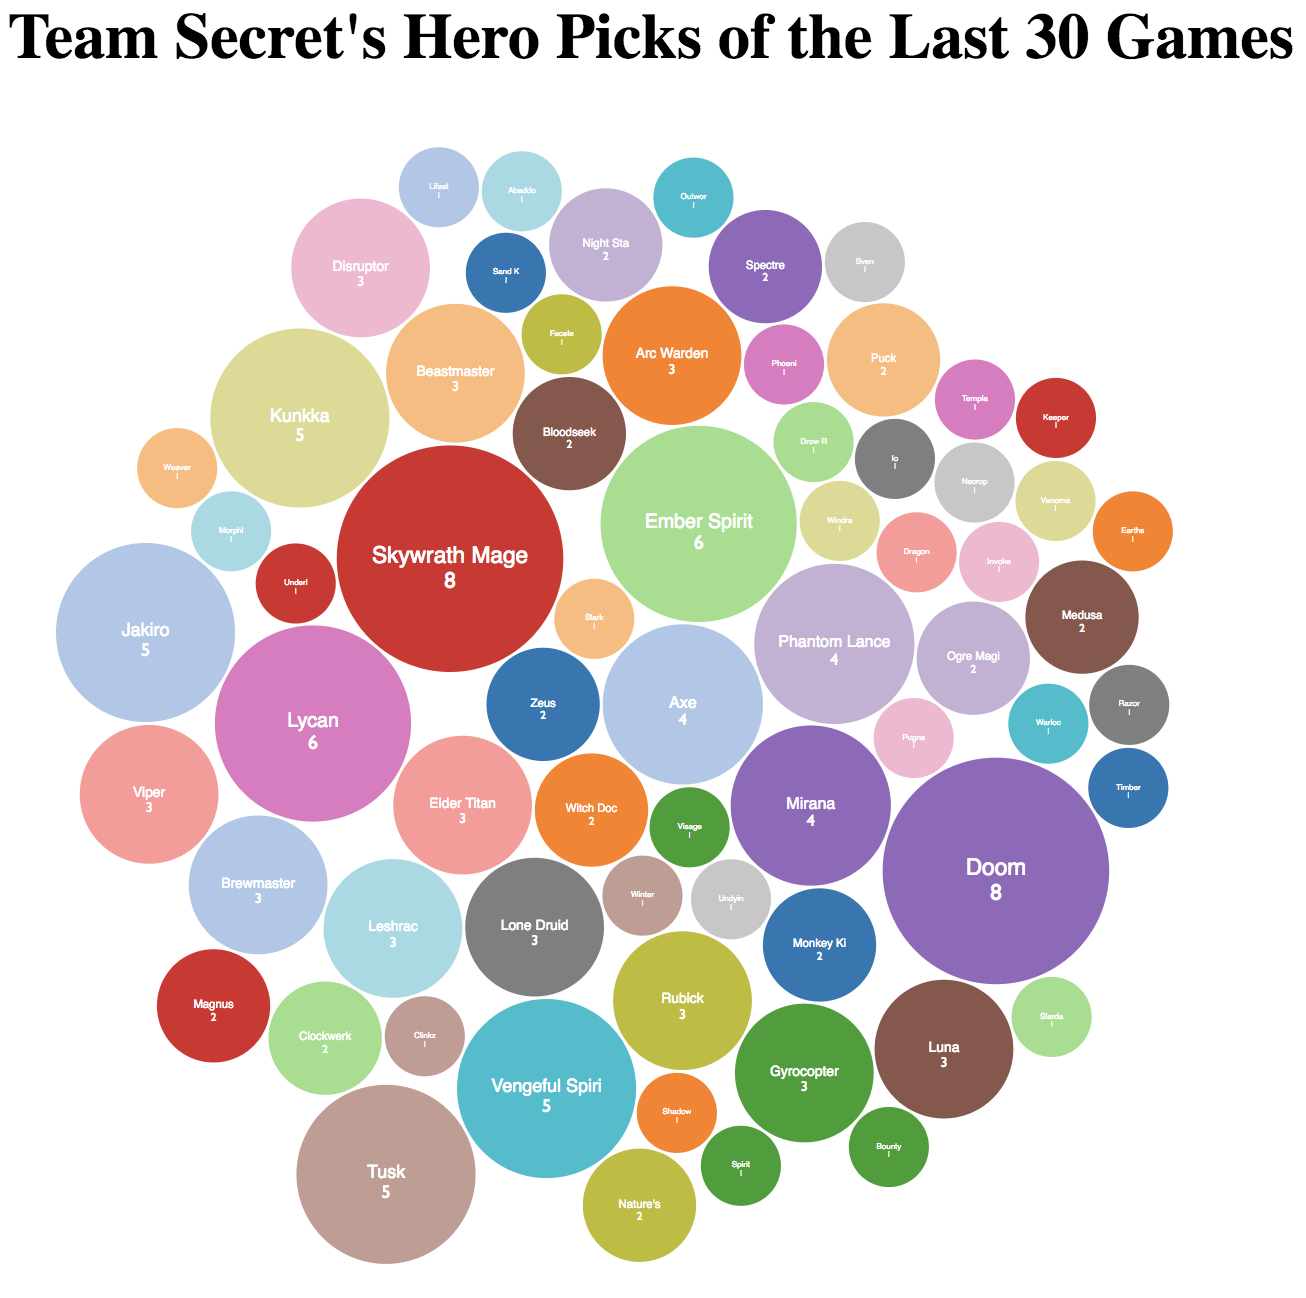 Team Secret's Hero Picks of the Last 30 Games
Lifest
1
Abaddo
1
Outwor
1
Night Sta
2
Disruptor
3
Sand K
1
Spectre
2
Sven
1
Facele
1
Arc Warden
3
Puck
2
Phoeni
1
Beastmaster
3
Templa
1
Keeper
1
Kunkka
5
Bloodseek
2
Drow R
1
Io
1
Weaver
1
Necrop
1
Venoma
1
Ember Spirit
6
Windra
1
Morphi
1
Earths
1
Skywrath Mage
8
Dragon
1
Invoke
1
Underl
1
Slark
1
Medusa
2
Jakiro
5
Phantom Lance
4
Ogre Magi
2
Zeus
2
Axe
4
Razor
1
Lycan
6
Warloc
1
Pugna
1
Viper
3
Timber
1
Elder Titan
3
Witch Doc
2
Mirana
4
Visage
1
Doom
8
Brewmaster
3
Winter
1
Undyin
1
Leshrac
3
Lone Druid
3
Monkey Ki
2
Rubick
3
Magnus
2
Slarda
1
Clockwerk
2
Clinkz
1
Luna
3
Gyrocopter
3
Vengeful Spiri
5
Shadow
1
Bounty
1
Spirit
1
Tusk
5
Nature's
2